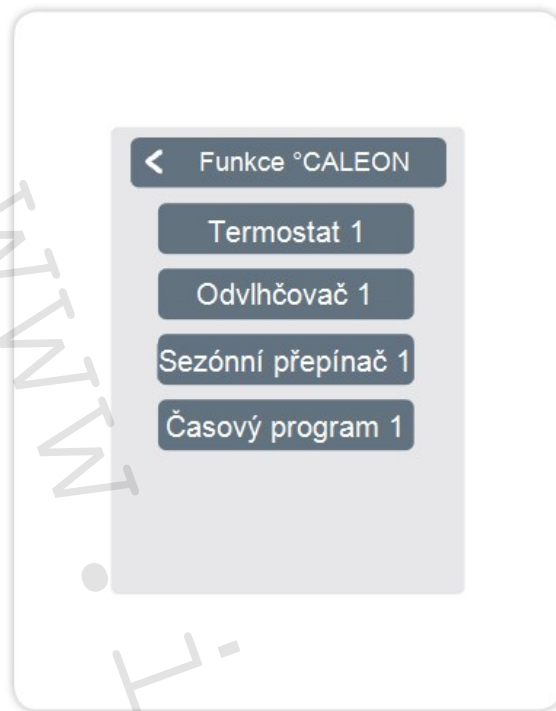 Funkce °CALEON
Termostat 1
Odvlhčovač 1
Sezónní přepínač 1
Časový program 1